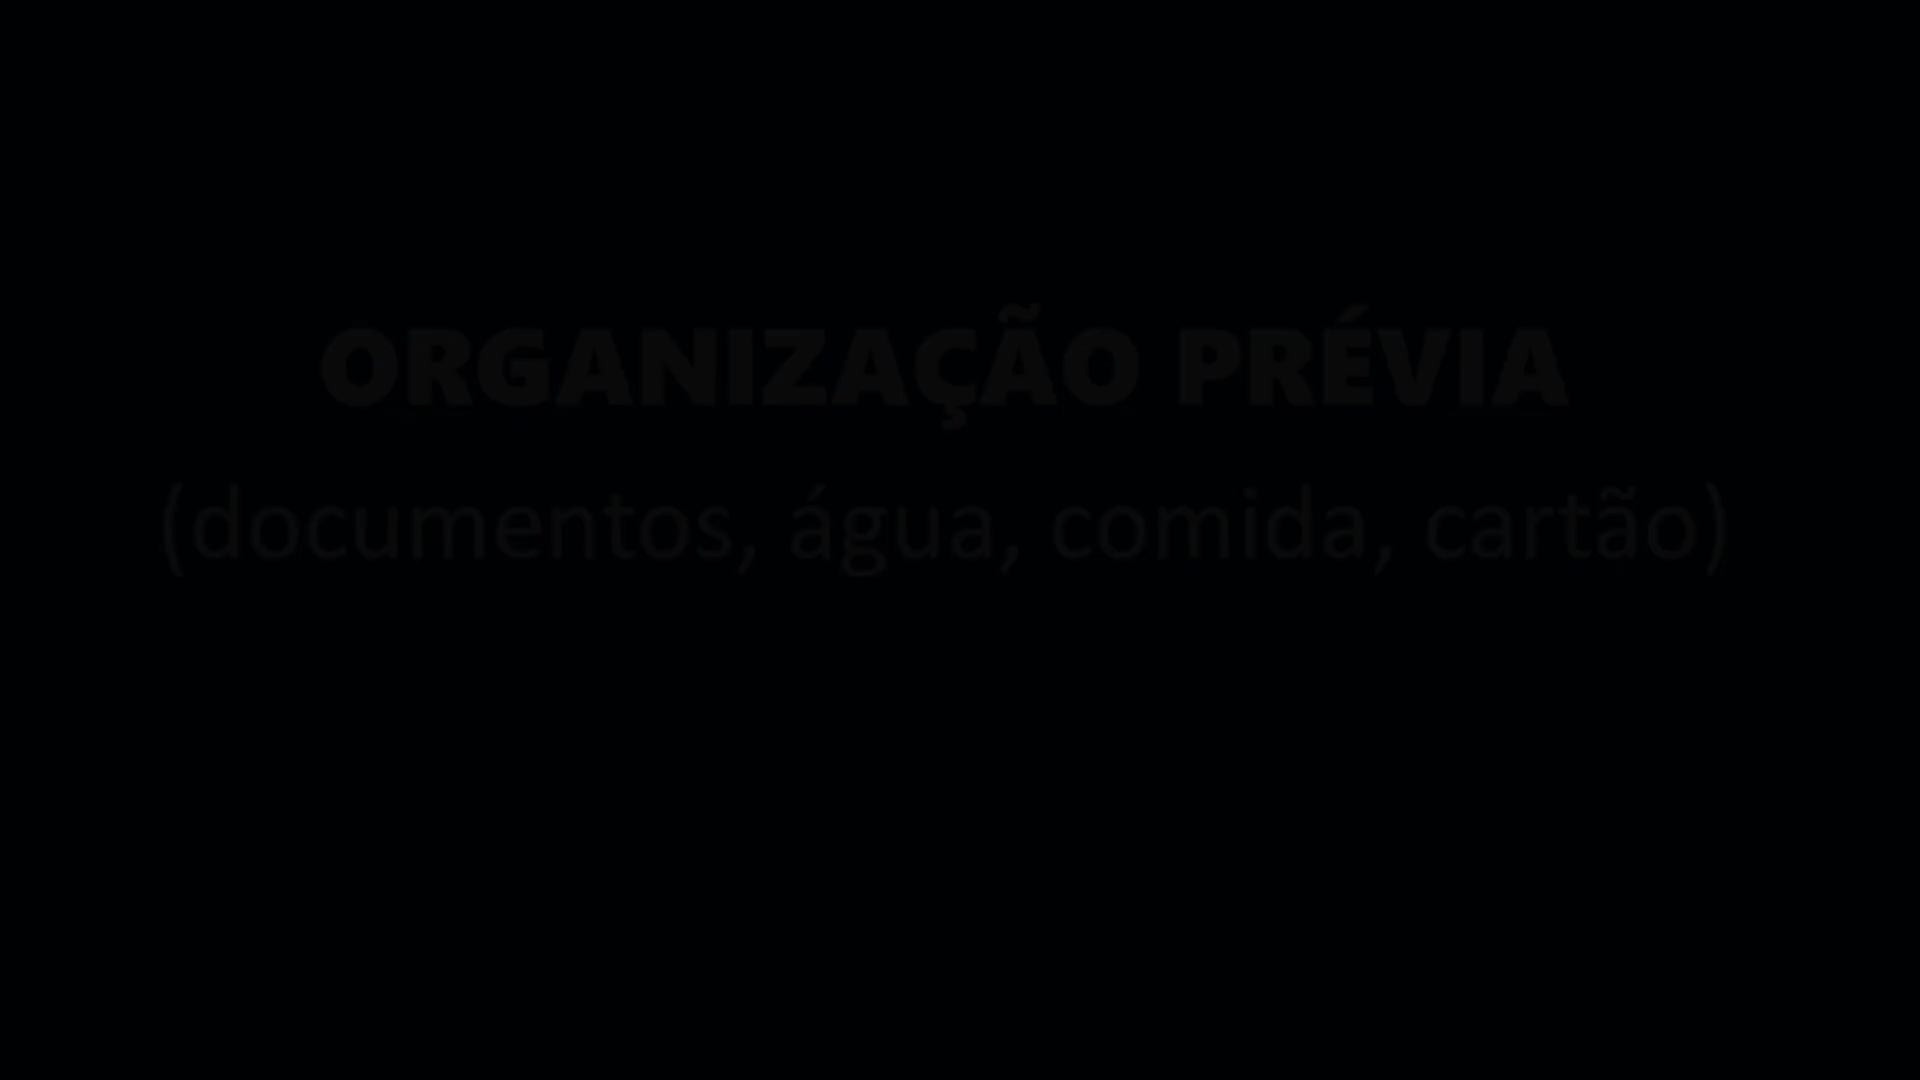 ORGANIZAÇÃO PRÉVIA
(documentos, água, comida, cartão)